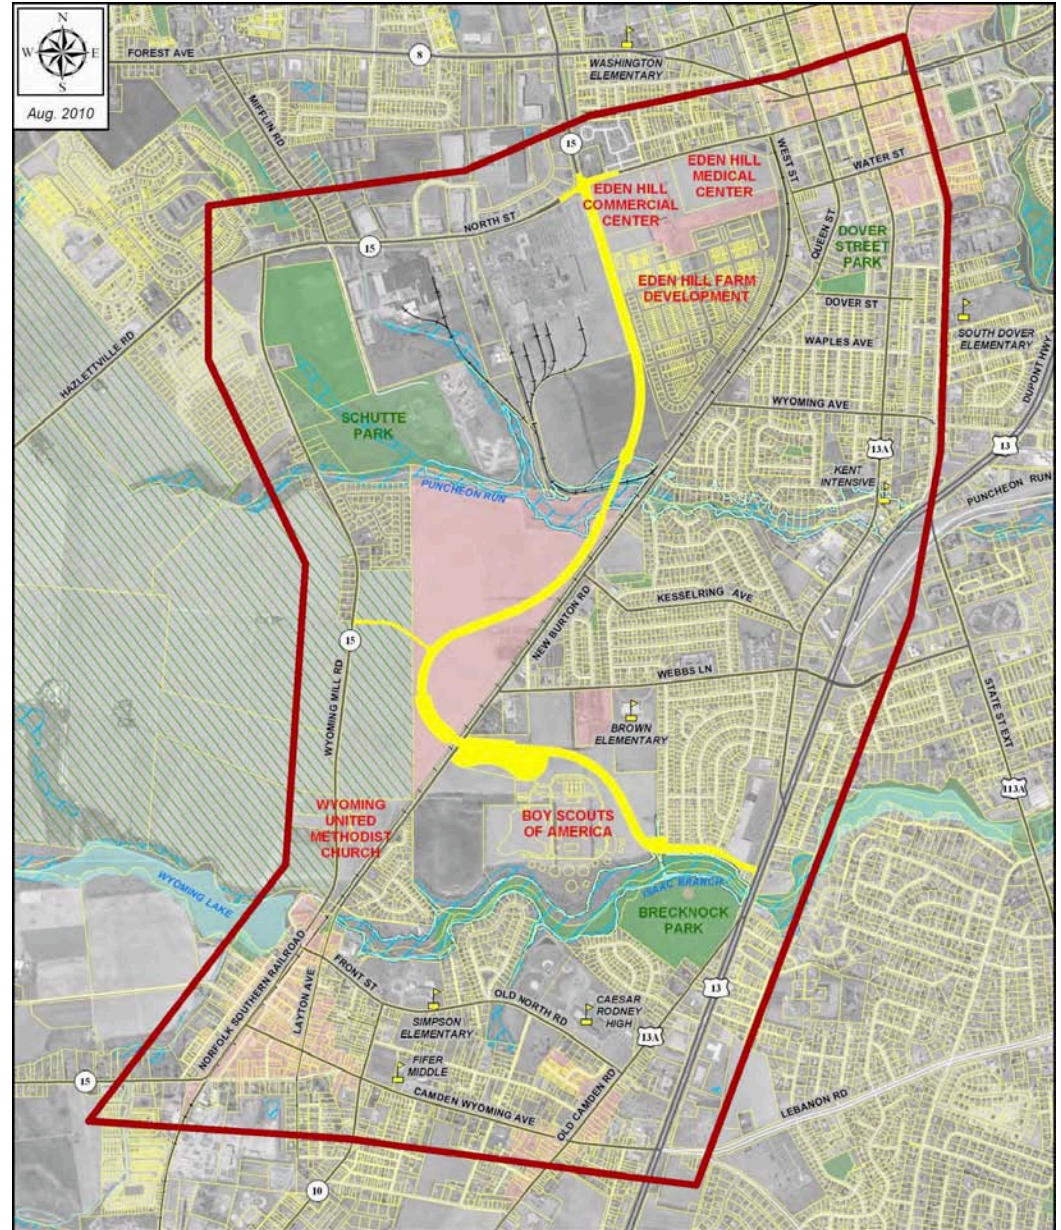 N
W
E
S
Aug. 2010
FOREST AVE
8
WASHINGTON
ELEMENTARY
MIFFLIN RD
15
WEST ST
WATER ST
EDEN HILL
MEDICAL
CENTER
EDEN HILL
COMMERCIAL
CENTER
NORTH ST
15
QUEEN ST
DOVER
STREET
PARK
EDEN HILL FARM
DEVELOPMENT
DOVER ST
SOUTH DOVER
ELEMENTARY
WAPLES AVE
HAZLETTVILLE RD
DUPONT HWY
WYOMING AVE
SCHUTTE
PARK
13A
13
KENT
INTENSIVE
PUNCHEON RUN
PUNCHEON RUN
KESSELRING AVE
NEW BURTON RD
15
WEBBS LN
WYOMING MILL RD
STATE ST EXT
BROWN
ELEMENTARY
113A
WYOMING
UNITED
METHODIST
CHURCH
BOY SCOUTS
OF AMERICA
WYOMING LAKE
ISAAC BRANCH
BRECKNOCK
PARK
NORFOLK SOUTHERN RAILROAD
FRONT ST
LAYTON AVE
13
OLD NORTH RD
CAESAR
RODNEY
HIGH
SIMPSON
ELEMENTARY
13A
FIFER
MIDDLE
15
CAMDEN WYOMING AVE
OLD CAMDEN RD
LEBANON RD
10